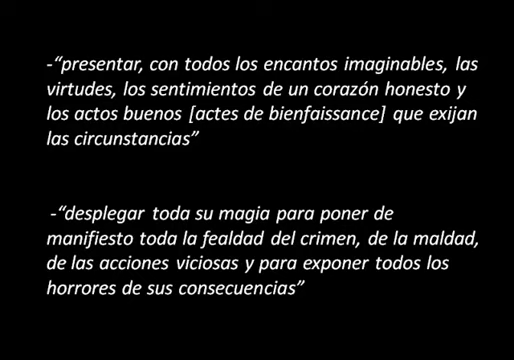 -“presentar, con todos los encantos imaginables, las
virtudes, los sentimientos de un corazón honesto y
los actos buenos [actes de bienfaissance] que exijan
las circunstancias”
-“desplegar toda su magia para poner de
manifiesto toda la fealdad del crimen, de la maldad,
de las acciones viciosas y para exponer todos los
horrores de sus consecuencias”